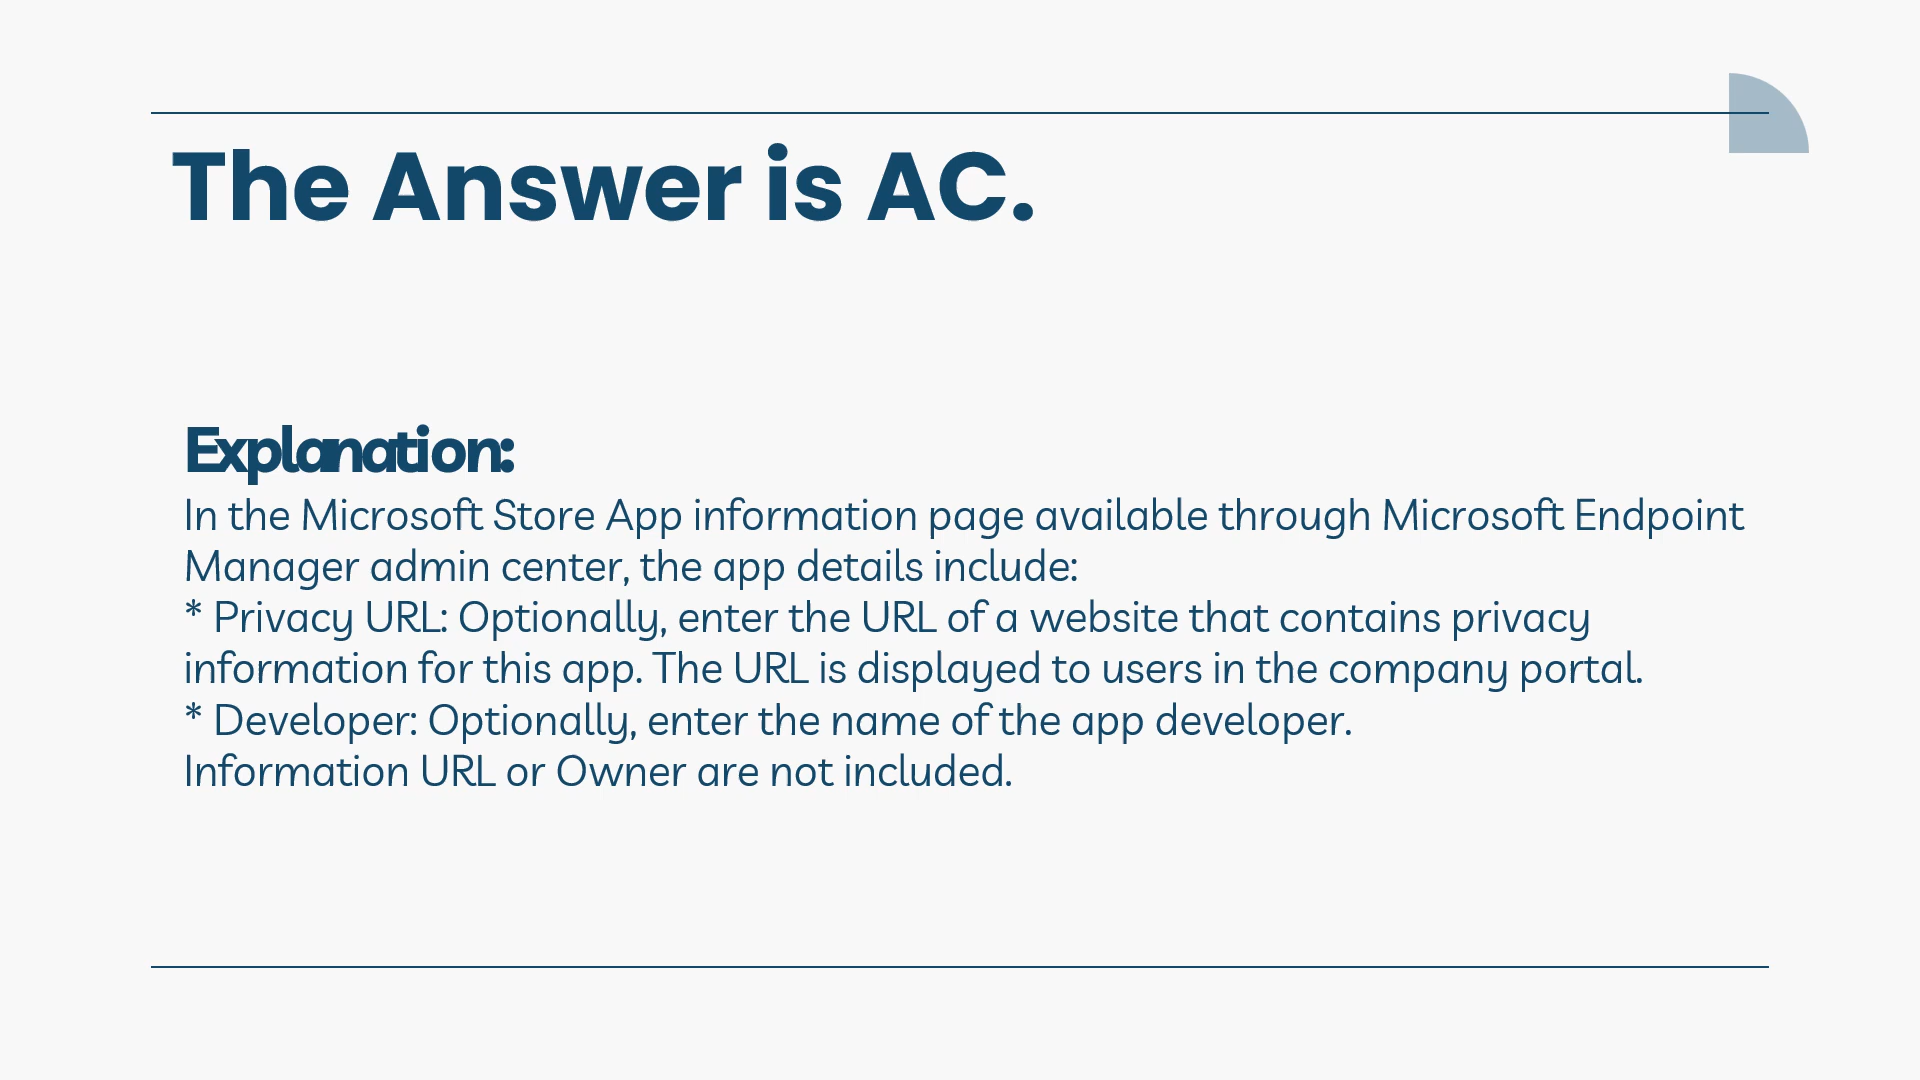 The Answer is AC.
Explanation:
In the Microsoft Store App information page available through Microsoft Endpoint
Manager admin center, the app details include:
* Privacy URL: Optionally, enter the URL of a website that contains privacy
information for this app. The URL is displayed to users in the company portal.
* Developer: Optionally, enter the name of the app developer.
Information URL or Owner are not included.